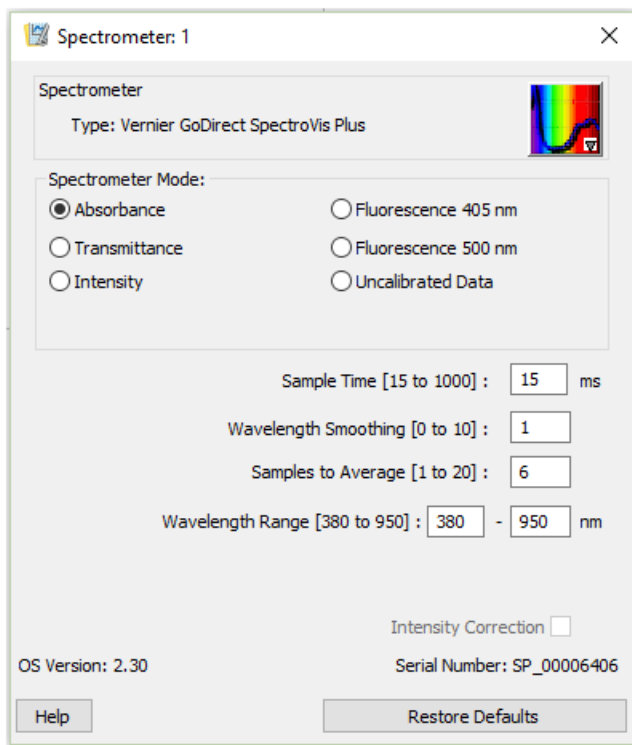 Spectrometer: 1
Spectrometer
Type: Vernier GoDirect SpectroVis Plus
Spectrometer Mode:
Absorbance
Fluorescence 405 nm
Transmittance
Fluorescence 500 nm
Intensity
Uncalibrated Data
Sample Time [15 to 1000] : 15 ms
Wavelength Smoothing [0 to 10] : 1
Samples to Average [1 to 20] : 6
Wavelength Range [380 to 950] : 380 - 950 nm
Intensity Correction
OS Version: 2.30
Serial Number: SP_00006406
Help
Restore Defaults